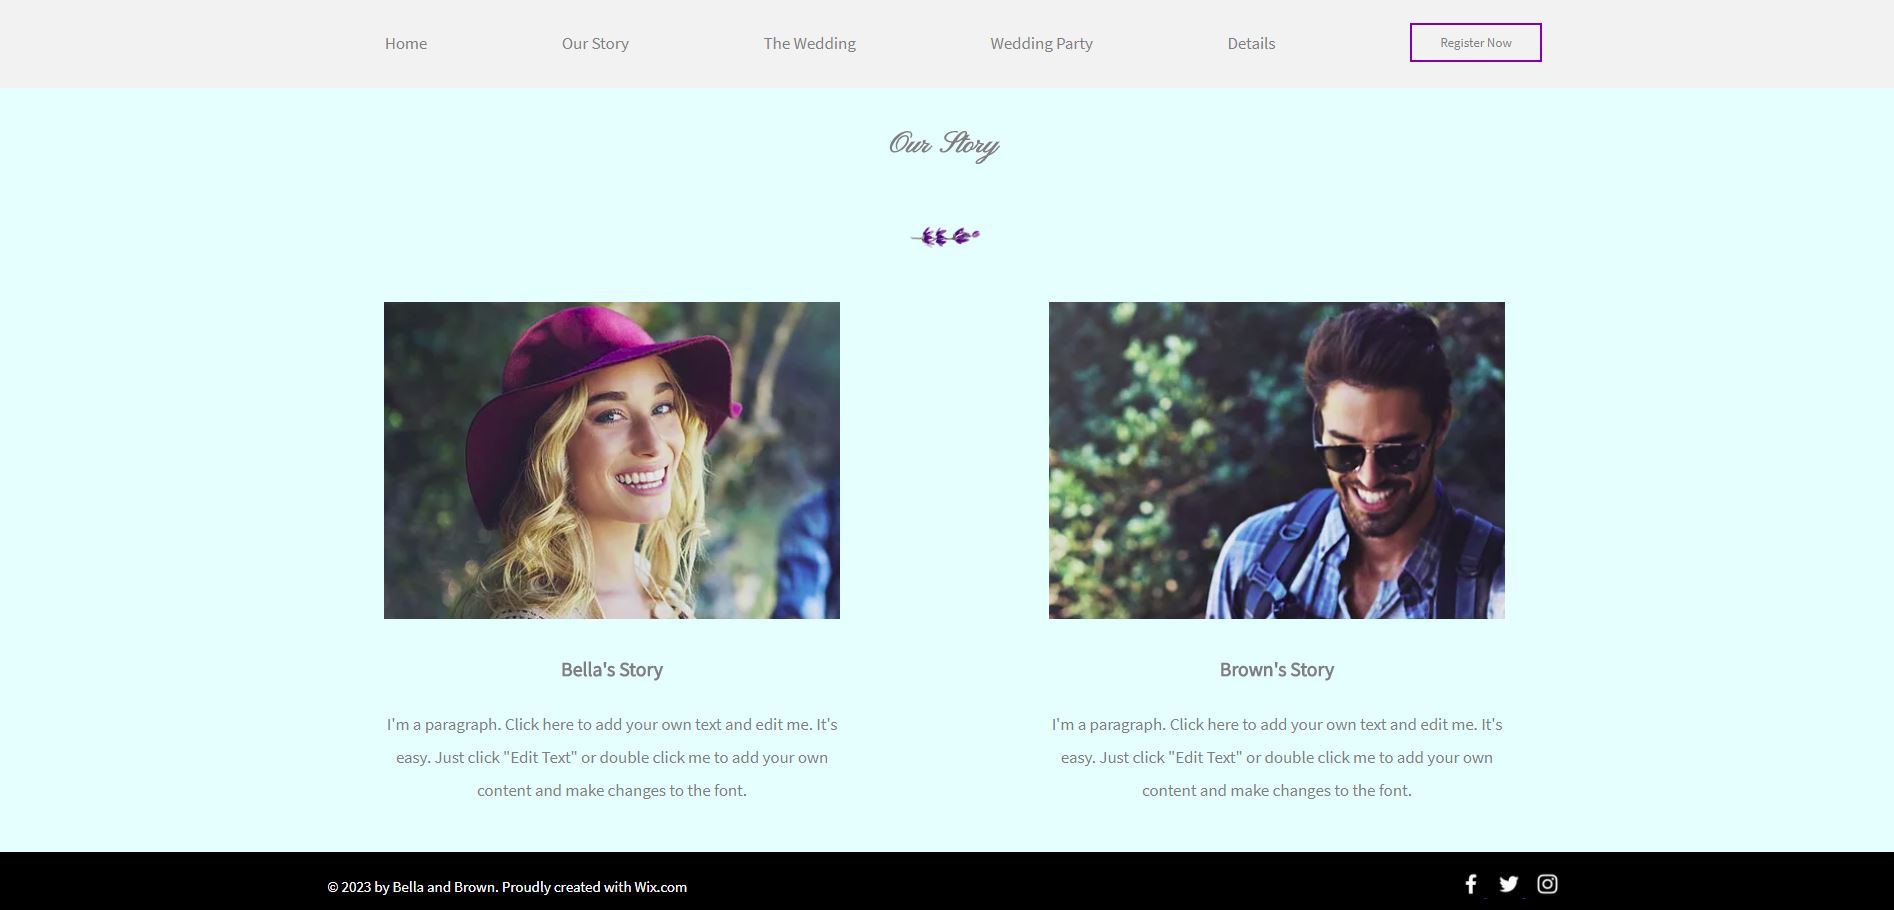 Home
Our Story
The Wedding
Wedding Party
Details
Register Now
Our Story
Bella's Story
I'm a paragraph. Click here to add your own text and edit me. It's
easy. Just click "Edit Text" or double click me to add your own
content and make changes to the font.
Brown's Story
I'm a paragraph. Click here to add your own text and edit me. It's
easy. Just click "Edit Text" or double click me to add your own
content and make changes to the font.
© 2023 by Bella and Brown. Proudly created with Wix.com